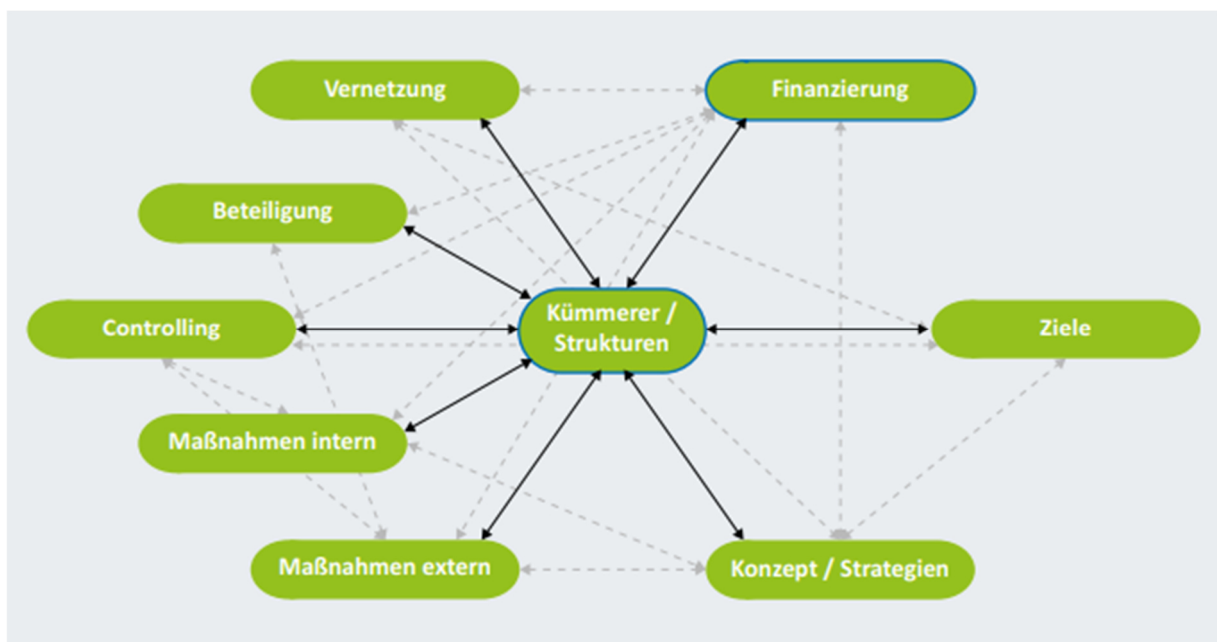 Vernetzung
Finanzierung
Beteiligung
Kümmerer /
Strukturen
Controlling
Ziele
Maßnahmen intern
Maßnahmen extern
Konzept / Strategien